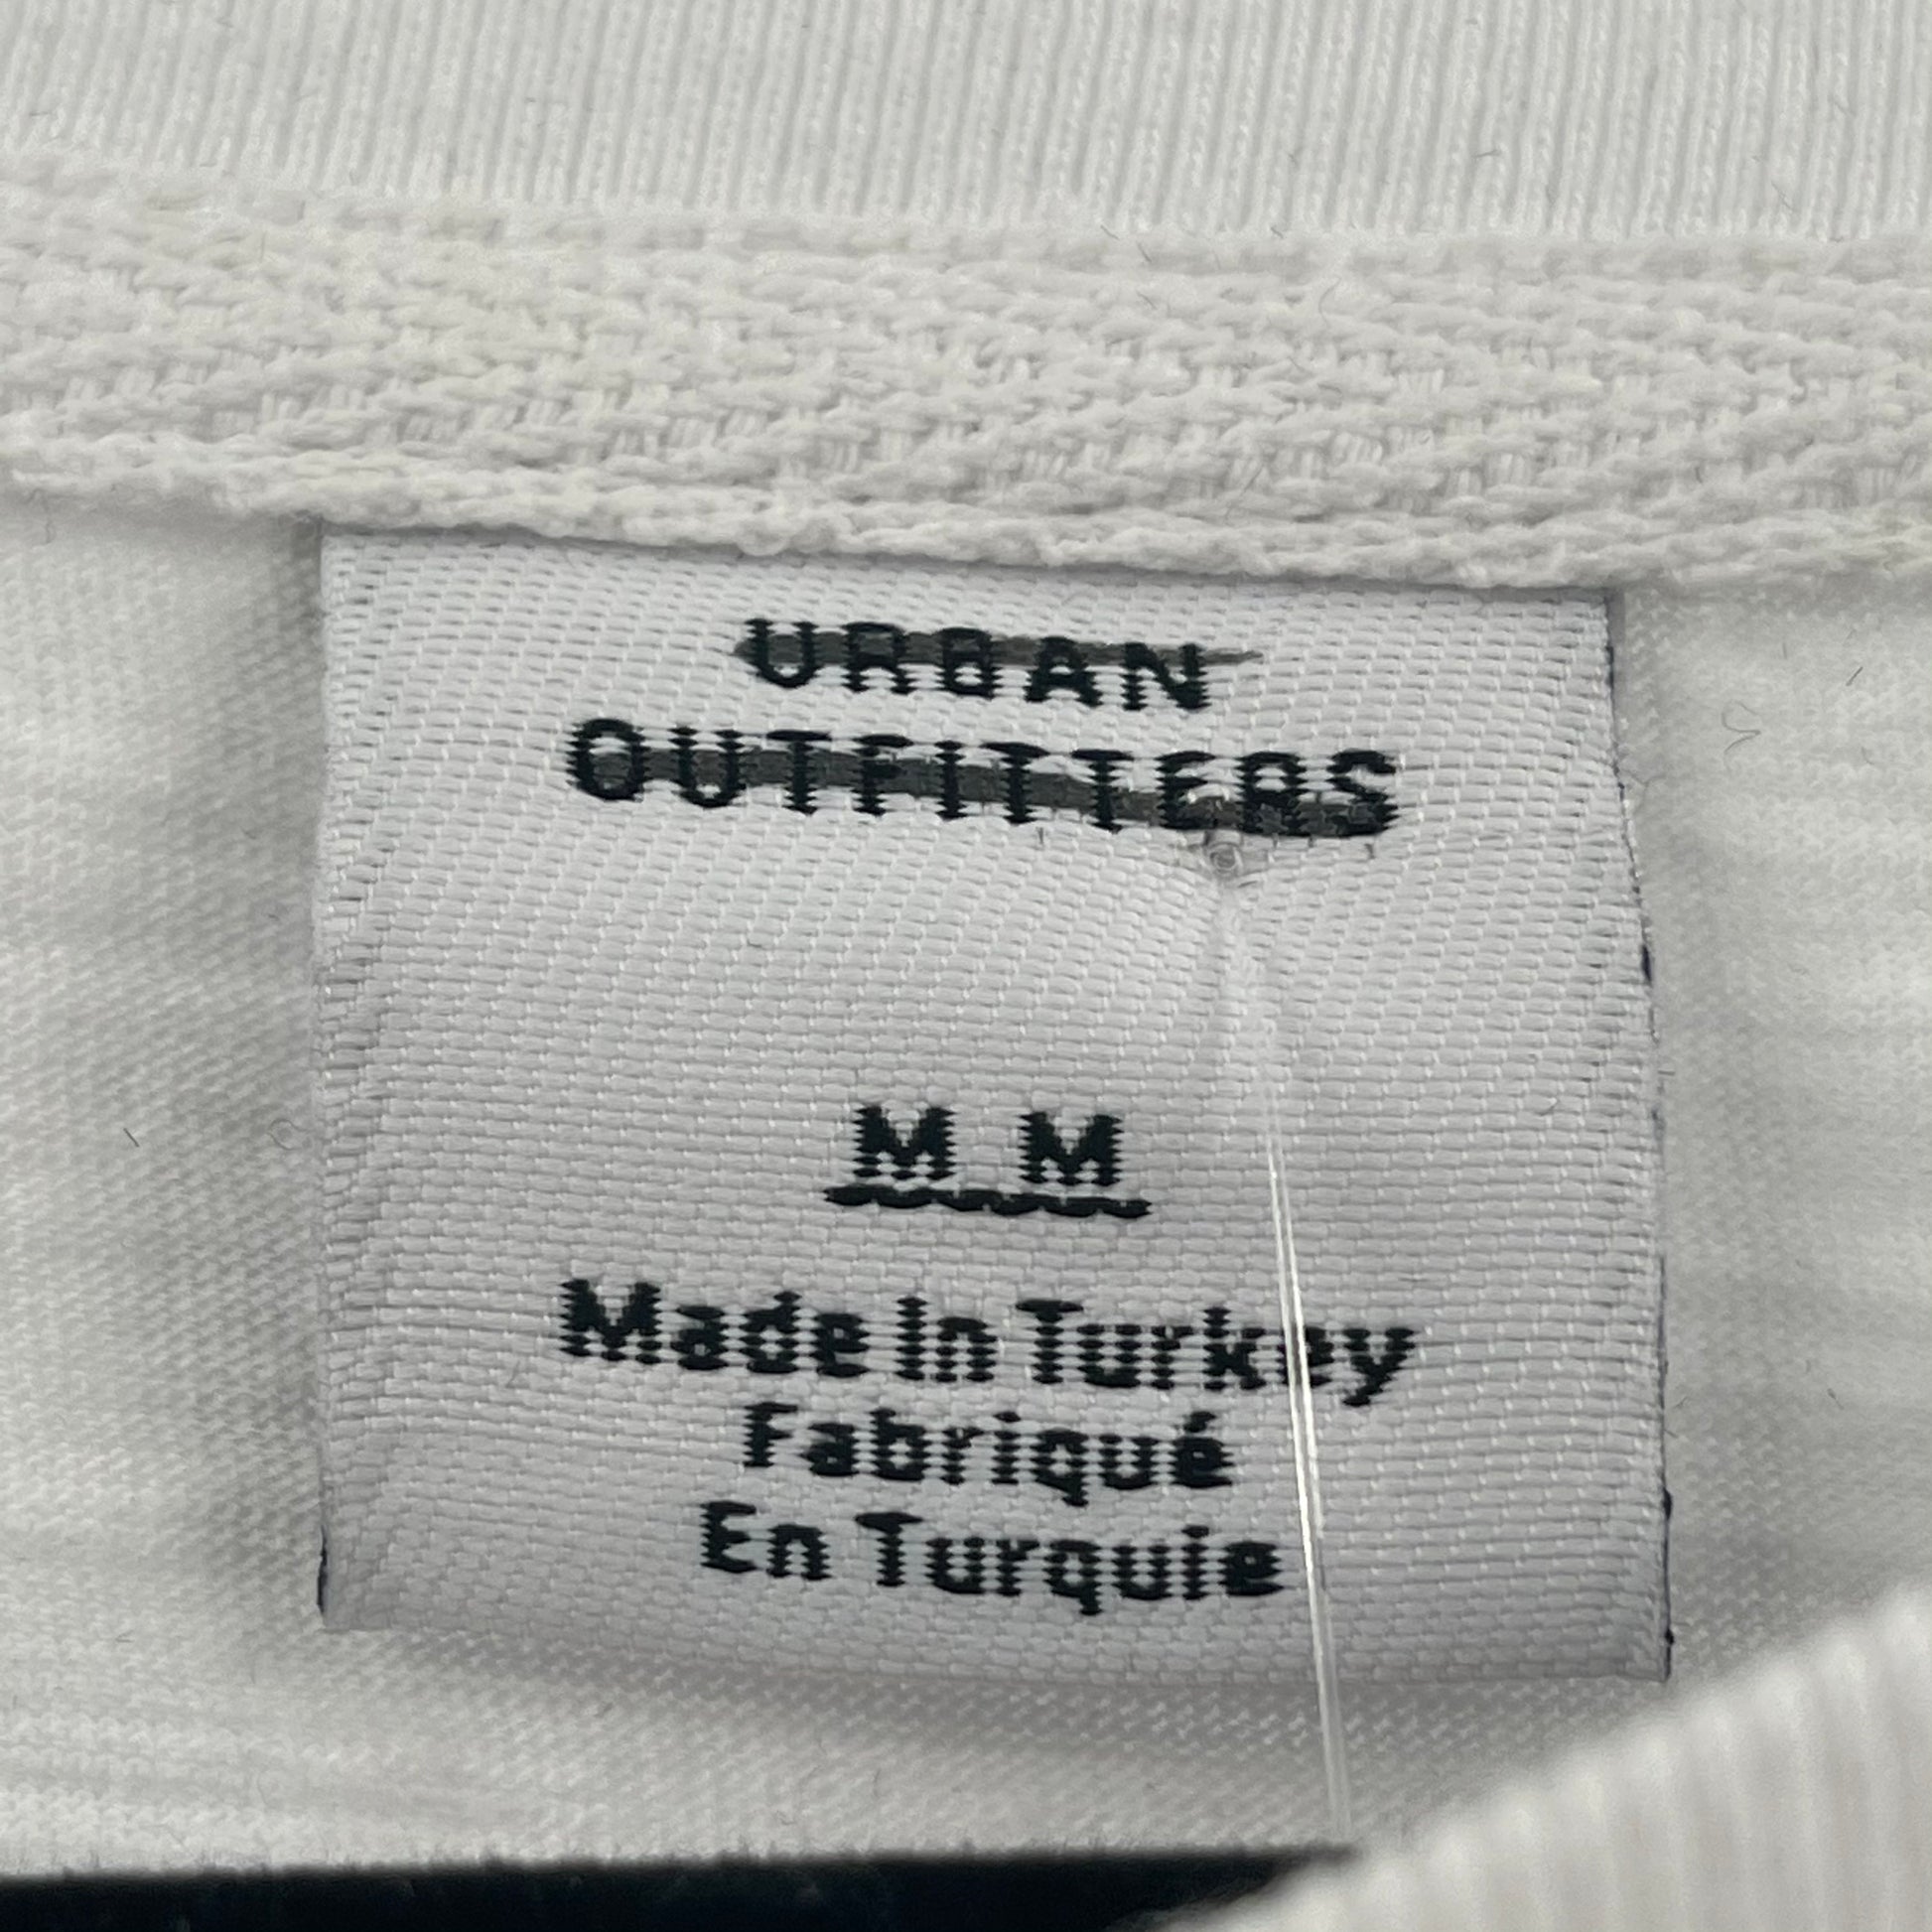 URBAN
OUTFITTERS
M M
Made In Turkey
Fabriqué
En Turquie